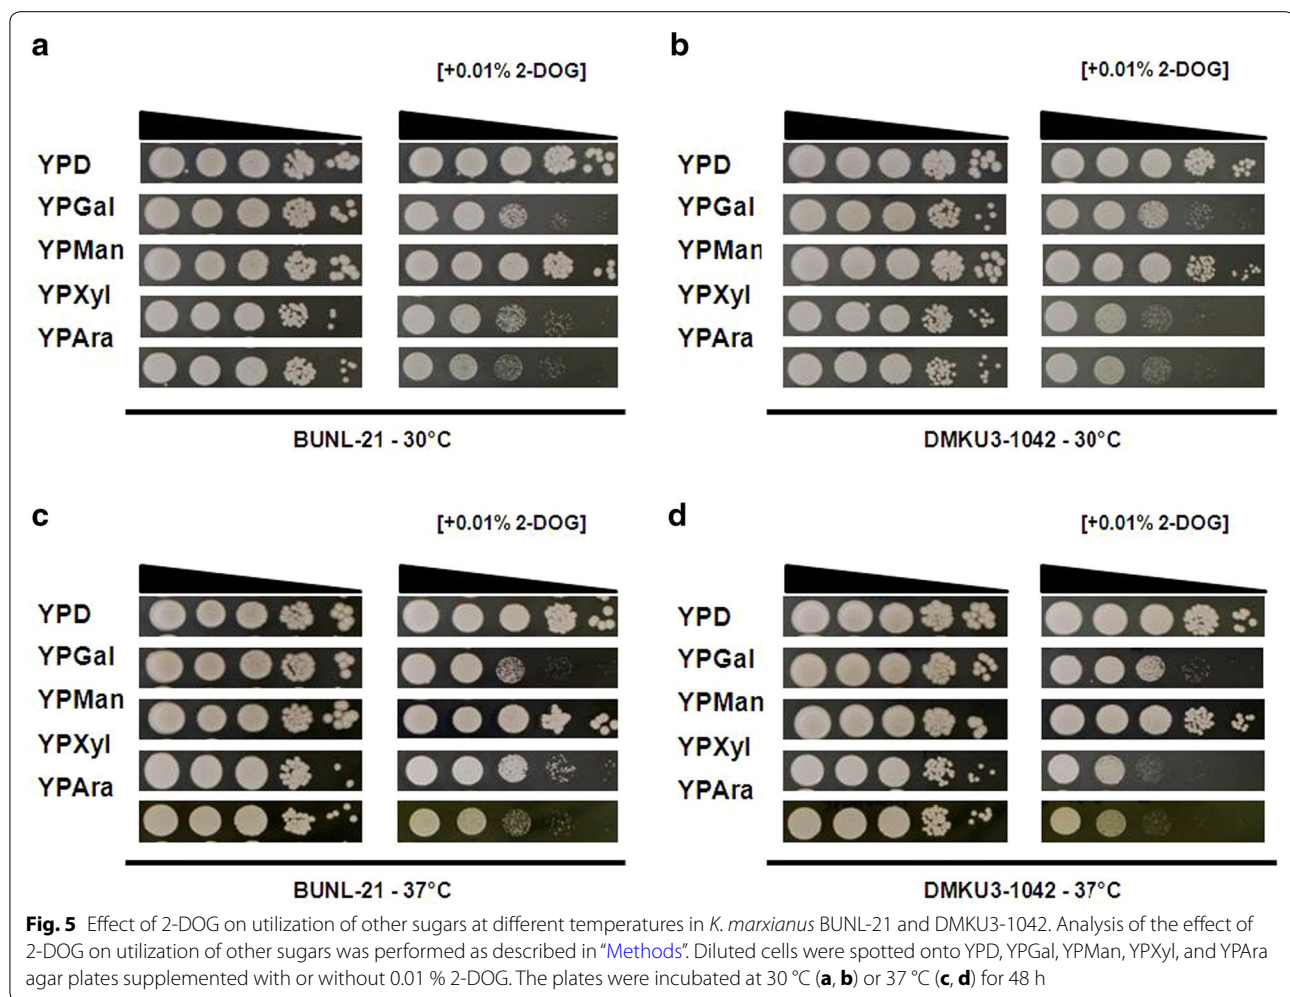 a
[+0.01% 2-DOG]
YPD
YPGal
YPMan
YPXyl
YPAra
BUNL-21 - 30°C
b
[+0.01% 2-DOG]
YPD
YPGal
YPMan
YPXyl
YPAra
DMKU3-1042 - 30°C
c
[+0.01% 2-DOG]
YPD
YPGal
YPMan
YPXyl
YPAra
BUNL-21 - 37°C
d
[+0.01% 2-DOG]
YPD
YPGal
YPMan
YPXyl
YPAra
DMKU3-1042 - 37°C
Fig. 5 Effect of 2-DOG on utilization of other sugars at different temperatures in K. marxianus BUNL-21 and DMKU3-1042. Analysis of the effect of
2-DOG on utilization of other sugars was performed as described in “Methods”. Diluted cells were spotted onto YPD, YPGal, YPMan, YPXyl, and YPAra
agar plates supplemented with or without 0.01 % 2-DOG. The plates were incubated at 30 °C (a, b) or 37 °C (c, d) for 48 h